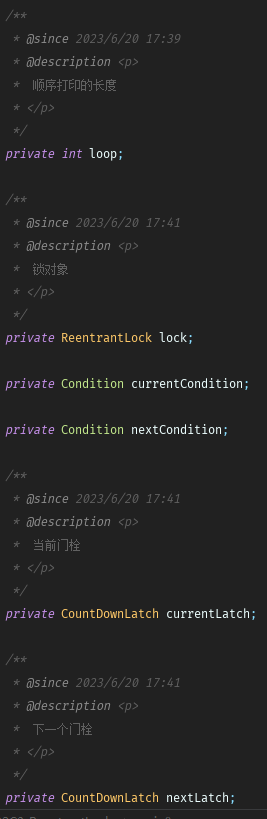 /**
 * @since 2023/6/20 17:39
 * @description <p>
 *  顺序打印的长度
 * </p>
 */
private int loop;
/**
 * @since 2023/6/20 17:41
 * @description <p>
 *  锁对象
 * </p>
 */
private ReentrantLock lock;
private Condition currentCondition;
private Condition nextCondition;
/**
 * @since 2023/6/20 17:41
 * @description <p>
 *  当前门栓
 * </p>
 */
private CountDownLatch currentLatch;
/**
 * @since 2023/6/20 17:41
 * @description <p>
 *  下一个门栓
 * </p>
 */
private CountDownLatch nextLatch;